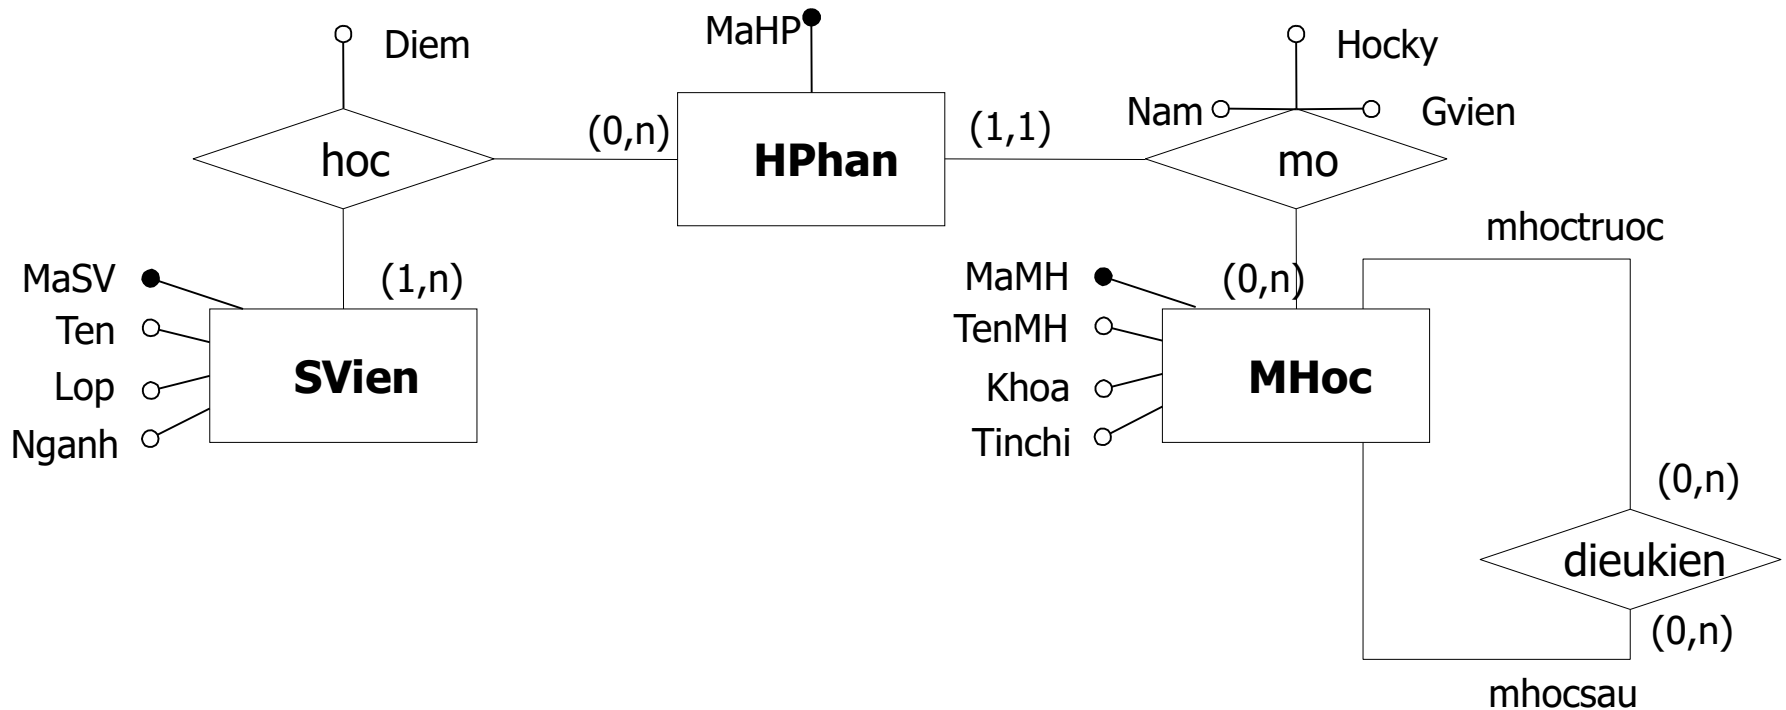 MaHP
Diem
Hocky
Nam
Gvien
(0,n)
(1,1)
hoc
HPhan
mo
mhoctruoc
MaSV
(1,n)
MaMH
(0,n)
Ten
TenMH
SVien
MHoc
Lop
Khoa
Nganh
Tinchi
(0,n)
dieukien
(0,n)
mhocsau